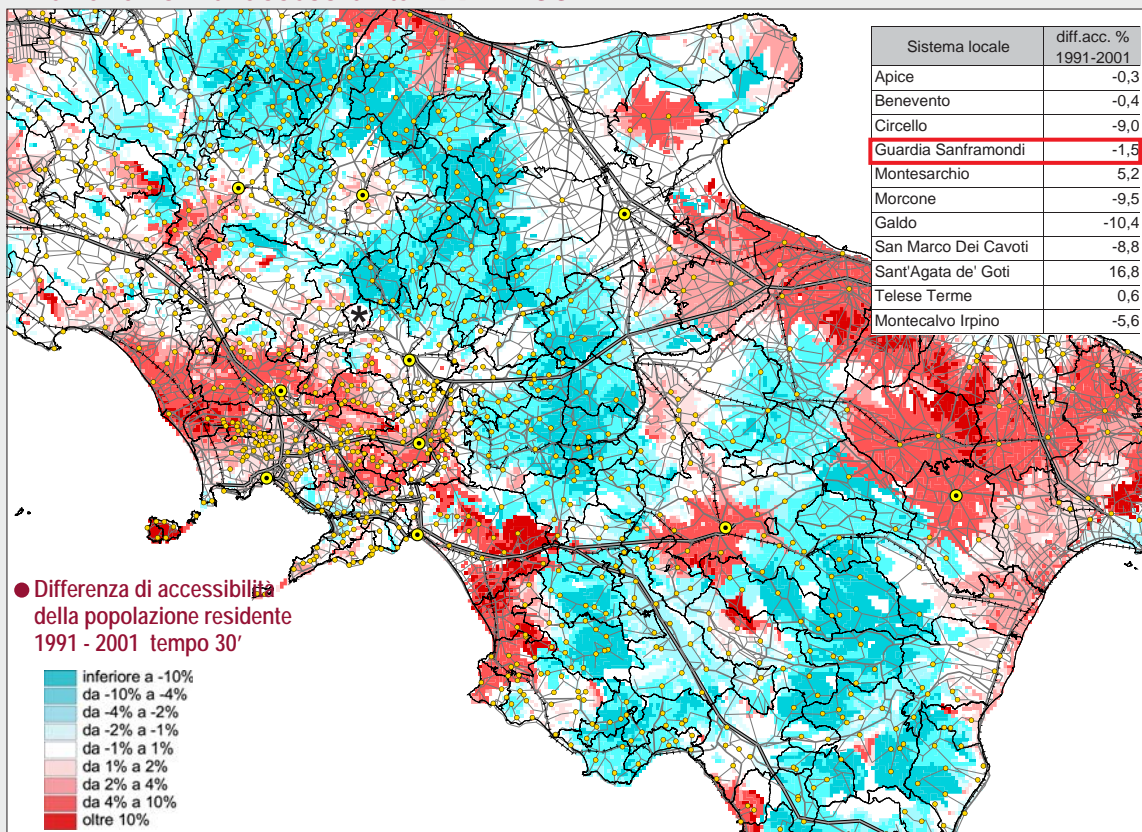 Sistema locale diff.acc. % 1991-2001
Apice -0,3
Benevento -0,4
Circello -9,0
Guardia Sanframondi -1,5
Montesarchio 5,2
Morcone -9,5
Galdo -10,4
San Marco Dei Cavoti -8,8
Sant'Agata de' Goti 16,8
Telese Terme 0,6
Montecalvo Irpino -5,6
*
Differenza di accessibilità
della popolazione residente
1991 - 2001 tempo 30'
inferiore a -10%
da -10% a -4%
da -4% a -2%
da -2% a -1%
da -1% a 1%
da 1% a 2%
da 2% a 4%
da 4% a 10%
oltre 10%